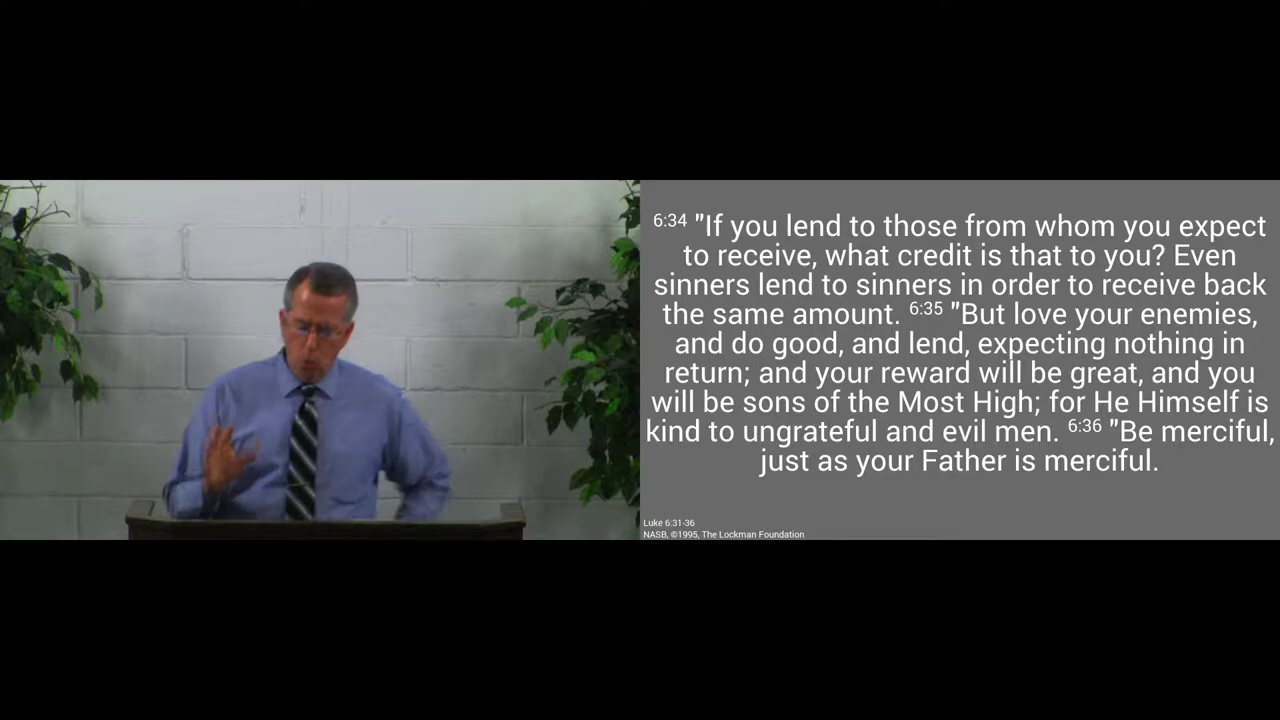 6:34 "If you lend to those from whom you expect
to receive, what credit is that to you? Even
sinners lend to sinners in order to receive back
the same amount. 6:35 "But love your enemies,
and do good, and lend, expecting nothing in
return; and your reward will be great, and you
will be sons of the Most High; for He Himself is
kind to ungrateful and evil men. 6:36 "Be merciful,
just as your Father is merciful.
Luke 6:31-36
NASB, ©1995, The Lockman Foundation